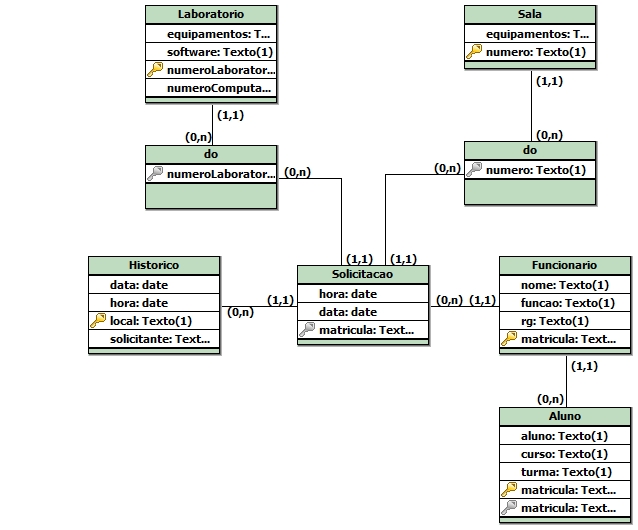 Laboratorio
equipamentos: T...
software: Texto(1)
numeroLaborator...
numeroComputa...
(1,1)
(0,n)
do
numeroLaborator...
(0,n)
(1,1)
Sala
equipamentos: T...
numero: Texto(1)
(1,1)
(0,n)
do
numero: Texto(1)
(0,n)
(1,1)
Historico
data: date
hora: date
local: Texto(1)
solicitante: Text...
(0,n)
(1,1)
Solicitacao
hora: date
data: date
matricula: Text...
(0,n)
(1,1)
Funcionario
nome: Texto(1)
funcao: Texto(1)
rg: Texto(1)
matricula: Text...
(1,1)
(0,n)
Aluno
aluno: Texto(1)
curso: Texto(1)
turma: Texto(1)
matricula: Text...
matricula: Text...